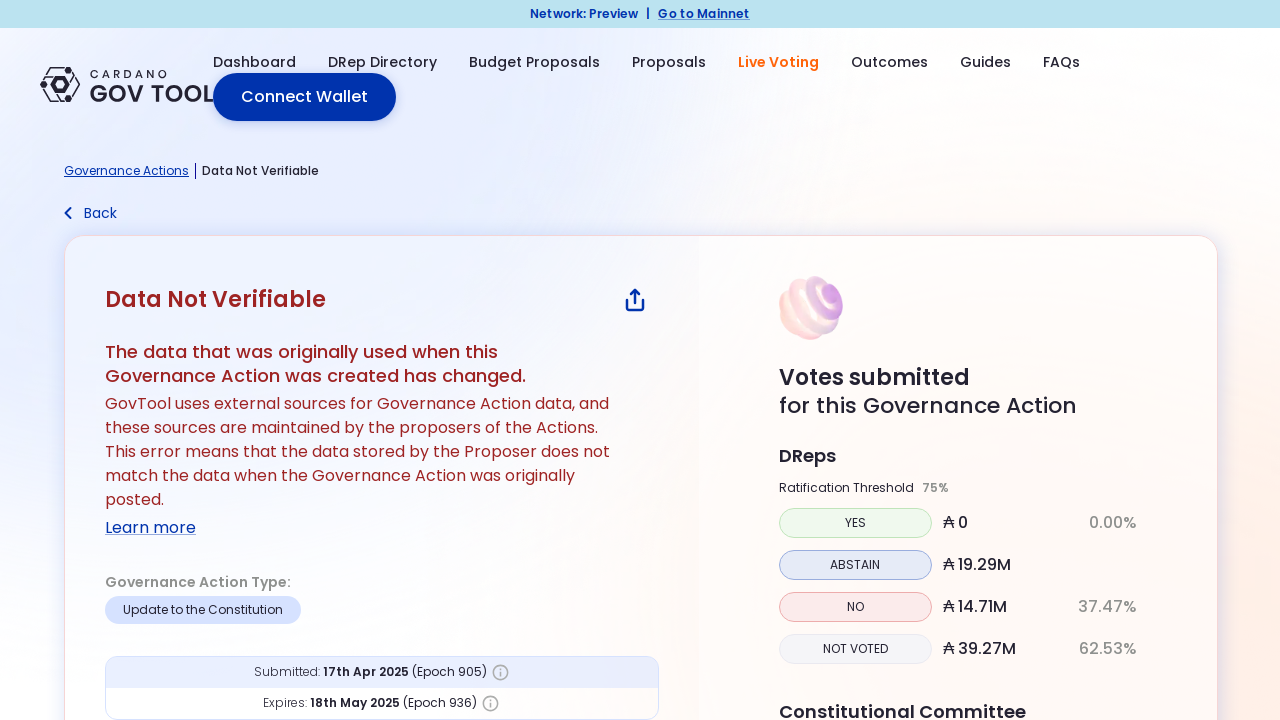 Network: Preview | Go to Mainnet
CARDANO
GOV TOOL
Dashboard DRep Directory Budget Proposals Proposals Live Voting Outcomes Guides FAQs
Connect Wallet
Governance Actions | Data Not Verifiable
Back
Data Not Verifiable
The data that was originally used when this
Governance Action was created has changed.
GovTool uses external sources for Governance Action data, and
these sources are maintained by the proposers of the Actions.
This error means that the data stored by the Proposer does not
match the data when the Governance Action was originally
posted.
Learn more
Governance Action Type:
Update to the Constitution
Submitted: 17th Apr 2025 (Epoch 905)
Expires: 18th May 2025 (Epoch 936)
Votes submitted
for this Governance Action
DReps
Ratification Threshold 75%
YES ₳ 0 0.00%
ABSTAIN ₳ 19.29M
NO ₳ 14.71M 37.47%
NOT VOTED ₳ 39.27M 62.53%
Constitutional Committee